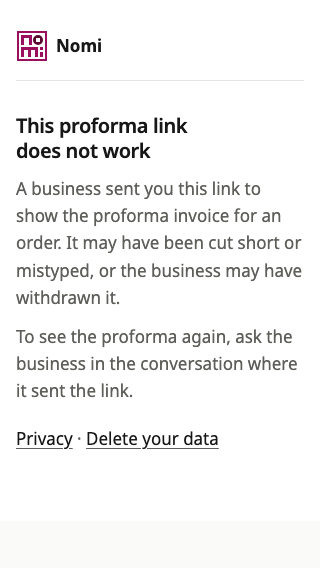 nomi
Nomi
This proforma link
does not work
A business sent you this link to
show the proforma invoice for an
order. It may have been cut short or
mistyped, or the business may have
withdrawn it.
To see the proforma again, ask the
business in the conversation where
it sent the link.
Privacy · Delete your data